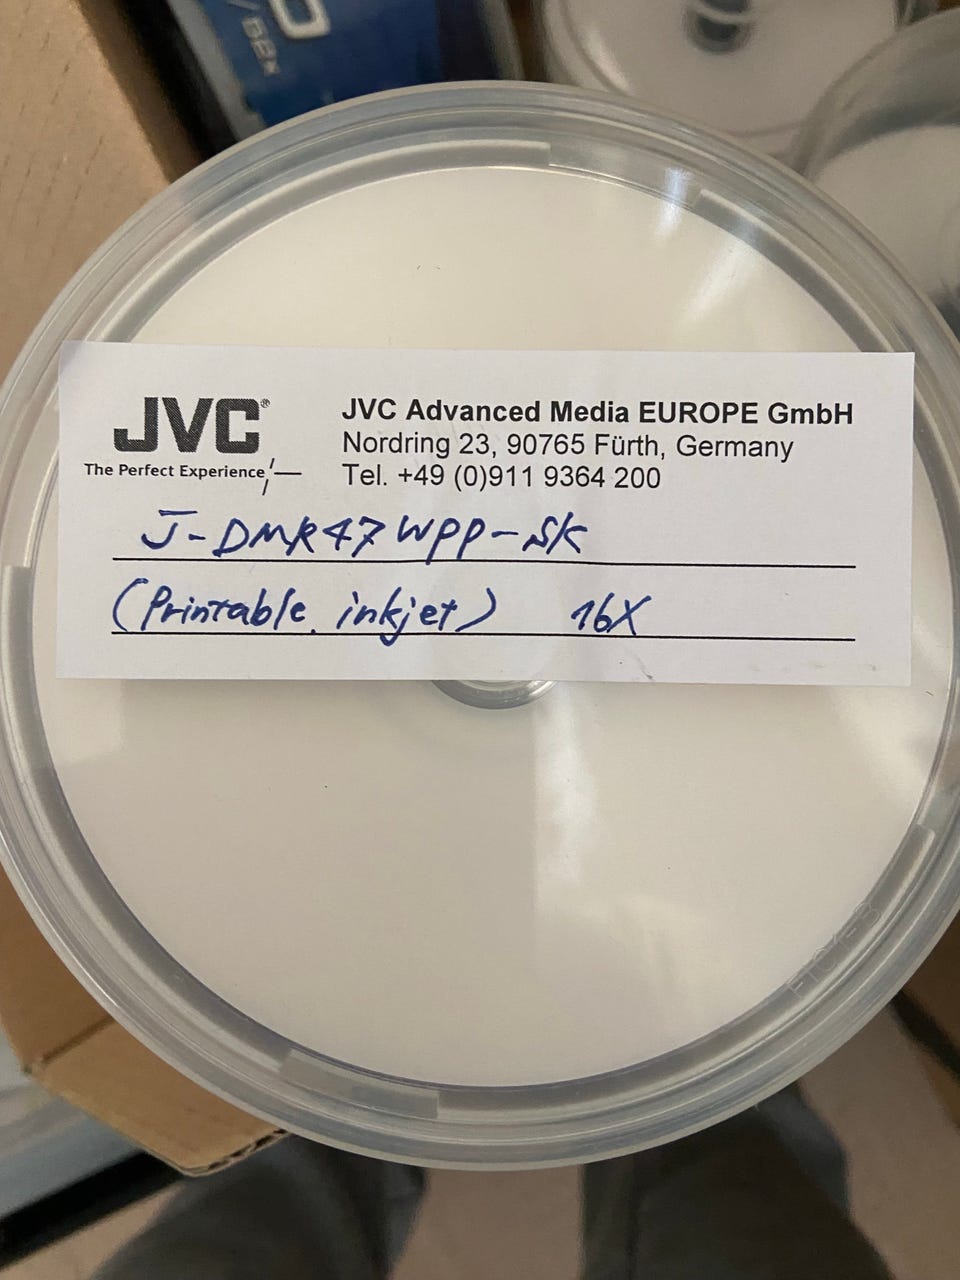 JVC®
The Perfect Experience
JVC Advanced Media EUROPE GmbH
Nordring 23, 90765 Fürth, Germany
Tel. +49 (0)911 9364 200
J-DMR47WPP-SK
(Printable inkjet) 16X